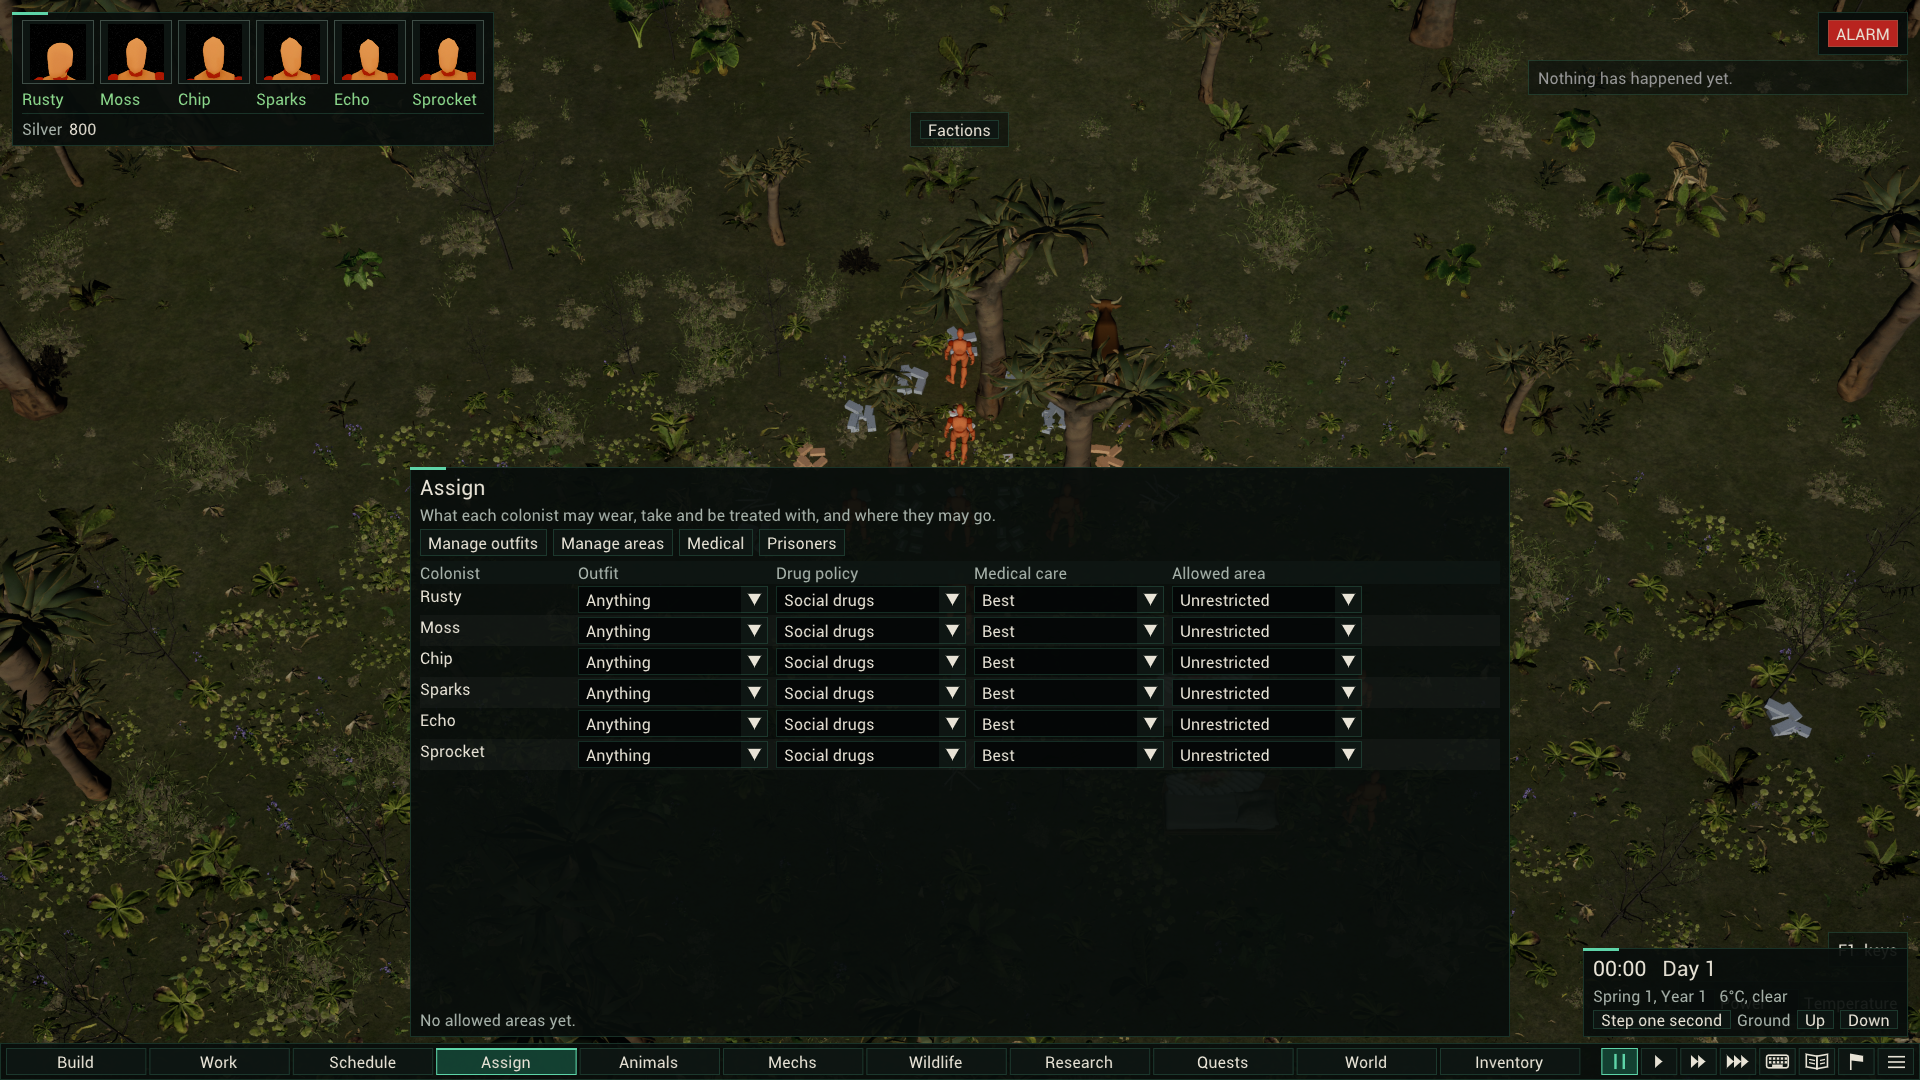 Rusty Moss Chip Sparks Echo Sprocket
Silver 800
ALARM
Nothing has happened yet.
Factions
Assign
What each colonist may wear, take and be treated with, and where they may go.
Manage outfits Manage areas Medical Prisoners
Colonist Outfit Drug policy Medical care Allowed area
Rusty Anything Social drugs Best Unrestricted
Moss Anything Social drugs Best Unrestricted
Chip Anything Social drugs Best Unrestricted
Sparks Anything Social drugs Best Unrestricted
Echo Anything Social drugs Best Unrestricted
Sprocket Anything Social drugs Best Unrestricted
No allowed areas yet.
F1 keys
00:00 Day 1
Spring 1, Year 1 6°C, clear
Temperature
Step one second Ground Up Down
Build Work Schedule Assign Animals Mechs Wildlife Research Quests World Inventory